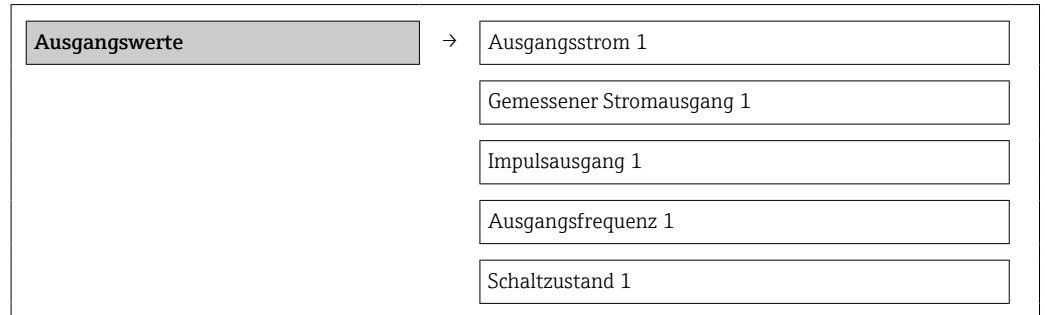 Ausgangswerte → Ausgangsstrom 1
Gemessener Stromausgang 1
Impulsausgang 1
Ausgangsfrequenz 1
Schaltzustand 1